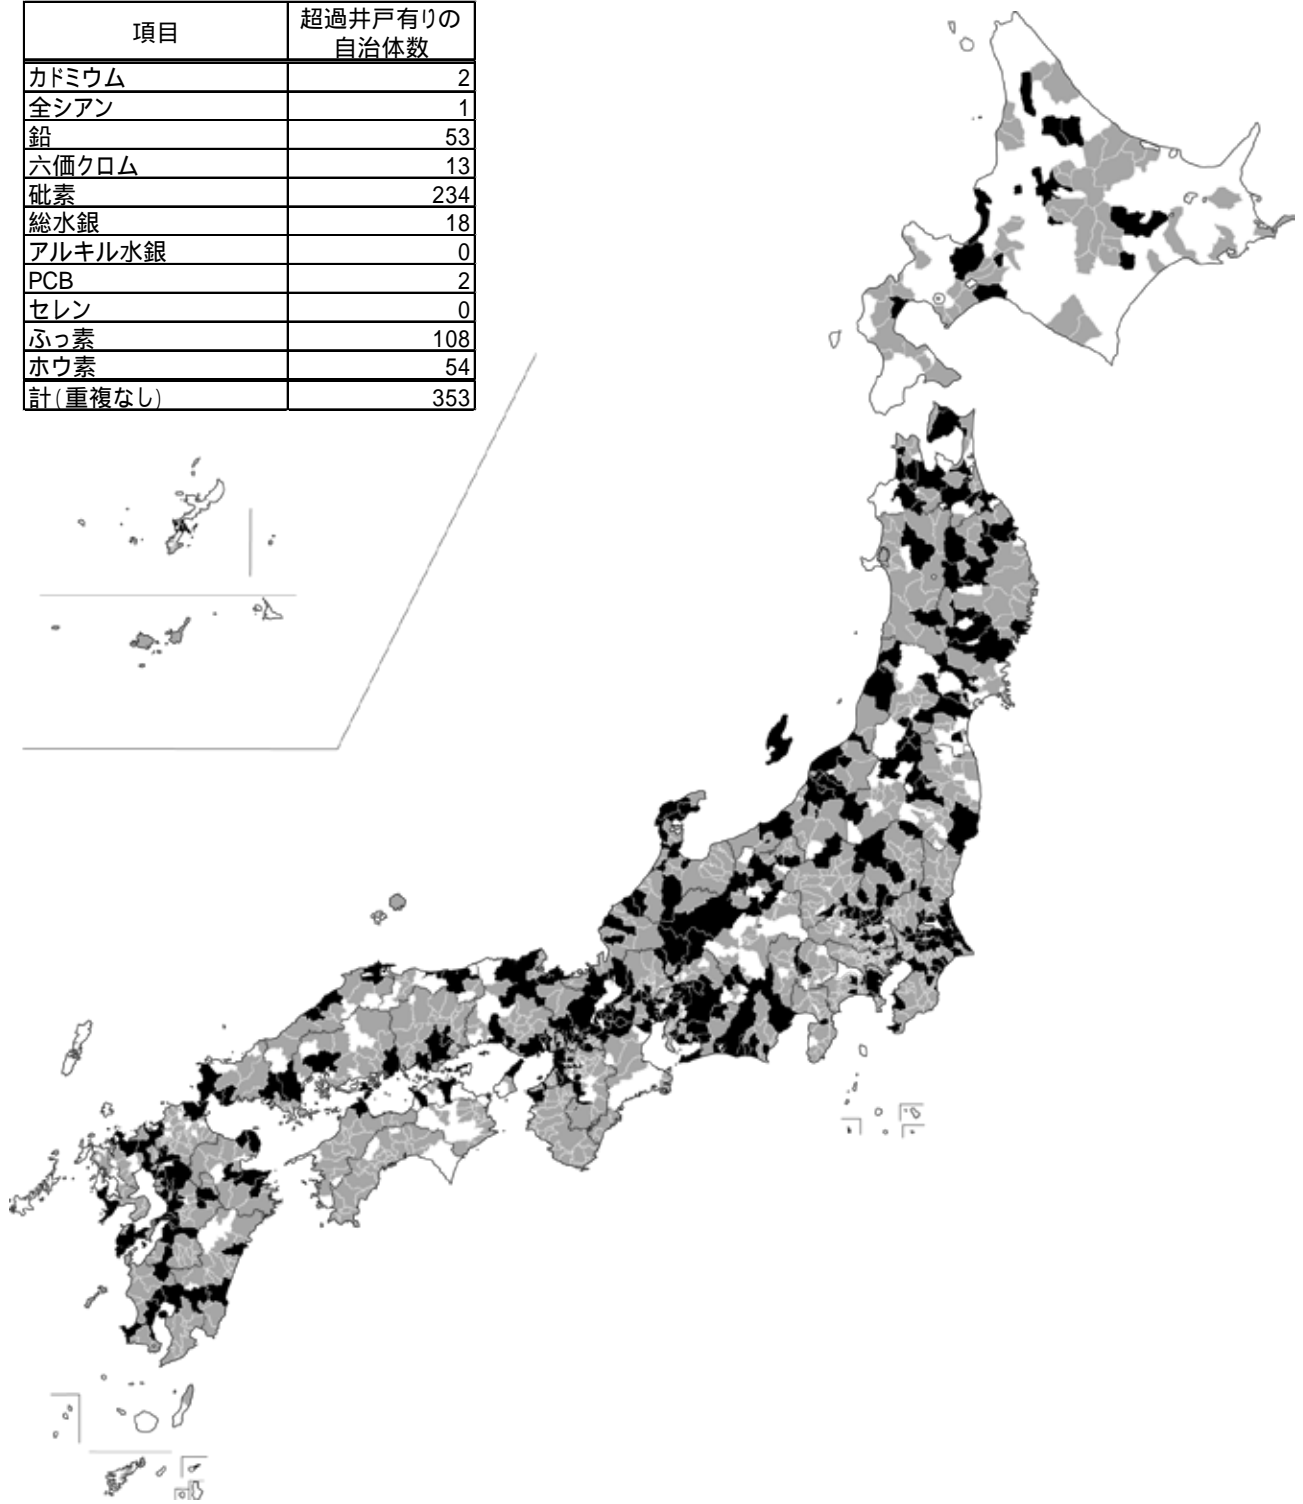 項目 超過井戸有りの
自治体数
カドミウム 2
全シアン 1
鉛 53
六価クロム 13
砒素 234
総水銀 18
アルキル水銀 0
PCB 2
セレン 0
ふっ素 108
ホウ素 54
計(重複なし) 353